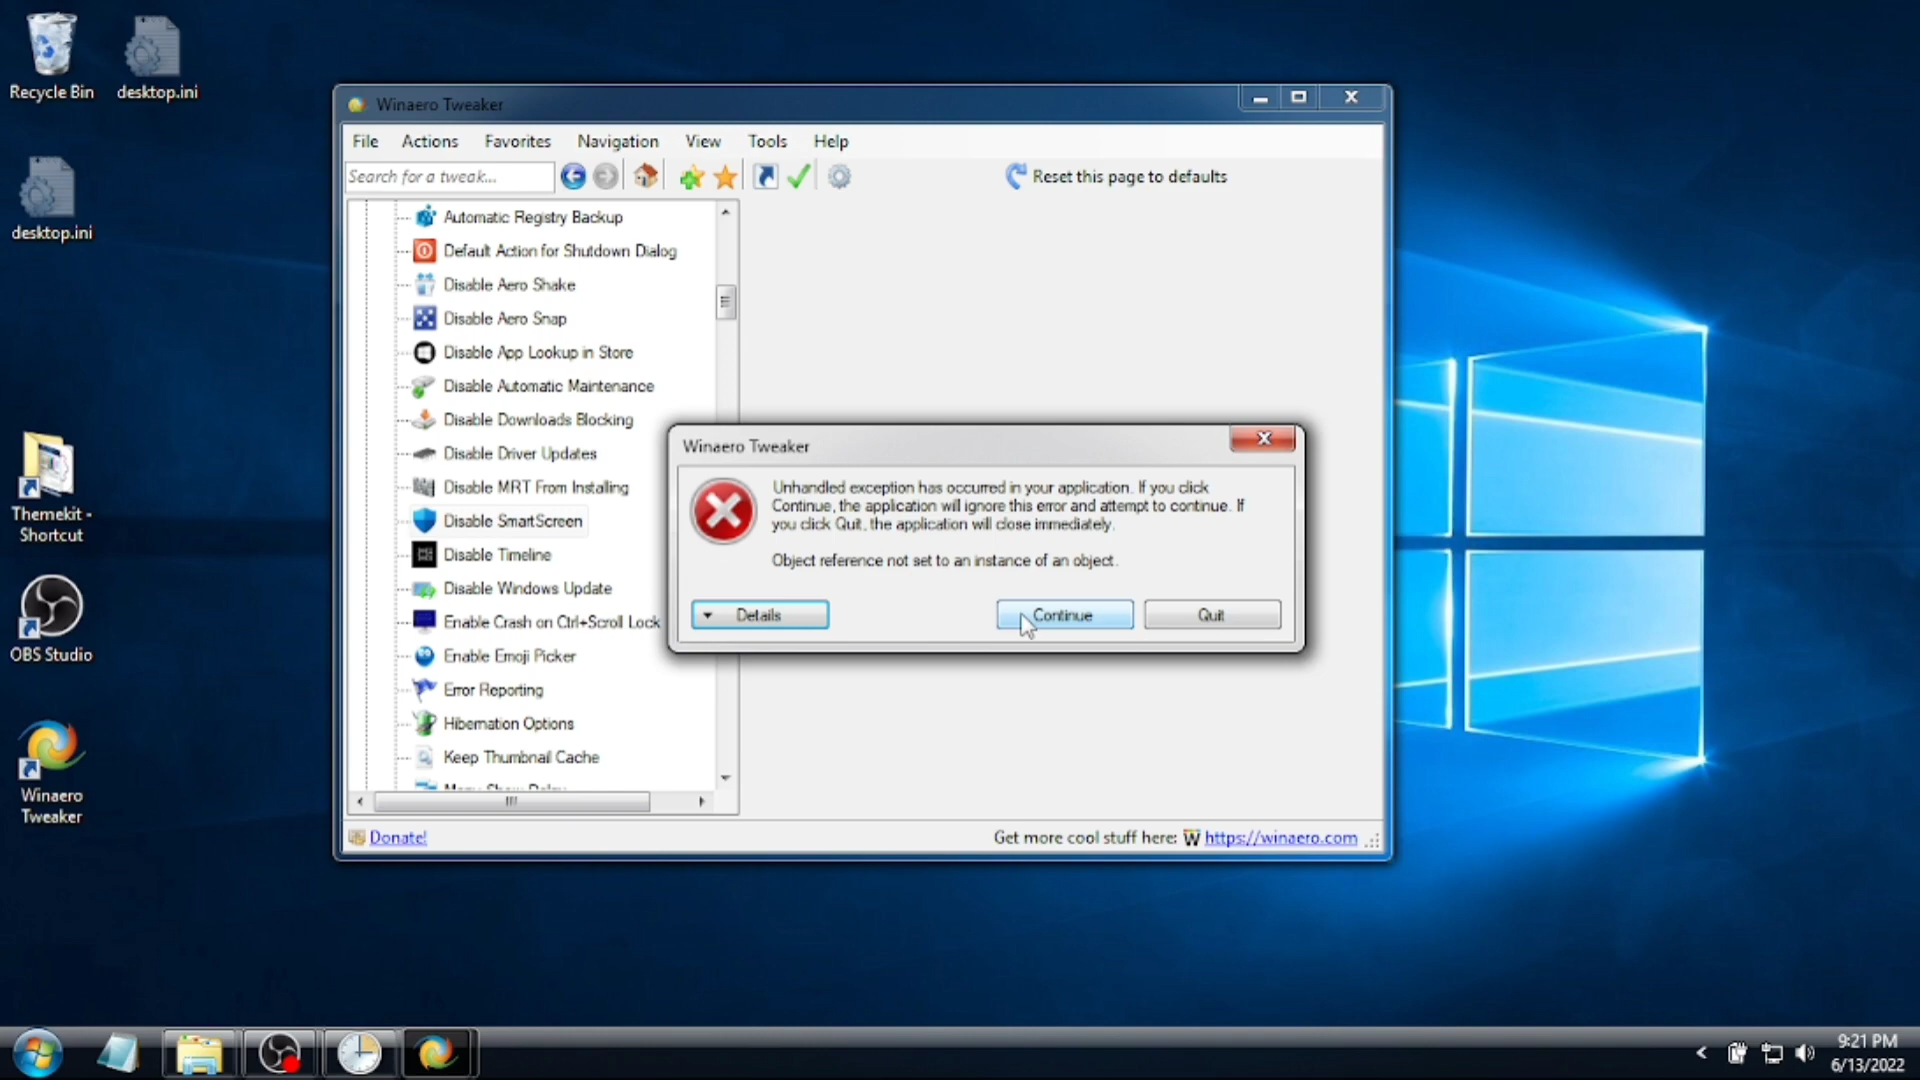 Recycle Bin
desktop.ini
desktop.ini
Themekit -
Shortcut
OBS Studio
Winaero
Tweaker
Winaero Tweaker
File Actions Favorites Navigation View Tools Help
Search for a tweak...
Reset this page to defaults
Automatic Registry Backup
Default Action for Shutdown Dialog
Disable Aero Shake
Disable Aero Snap
Disable App Lookup in Store
Disable Automatic Maintenance
Disable Downloads Blocking
Disable Driver Updates
Disable MRT From Installing
Disable SmartScreen
Disable Timeline
Disable Windows Update
Enable Crash on Ctrl+Scroll Lock
Enable Emoji Picker
Error Reporting
Hibernation Options
Keep Thumbnail Cache
Winaero Tweaker
Unhandled exception has occurred in your application. If you click
Continue, the application will ignore this error and attempt to continue. If
you click Quit, the application will close immediately.
Object reference not set to an instance of an object.
Details
Continue
Quit
Donate!
Get more cool stuff here: W https://winaero.com
9:21 PM
6/13/2022